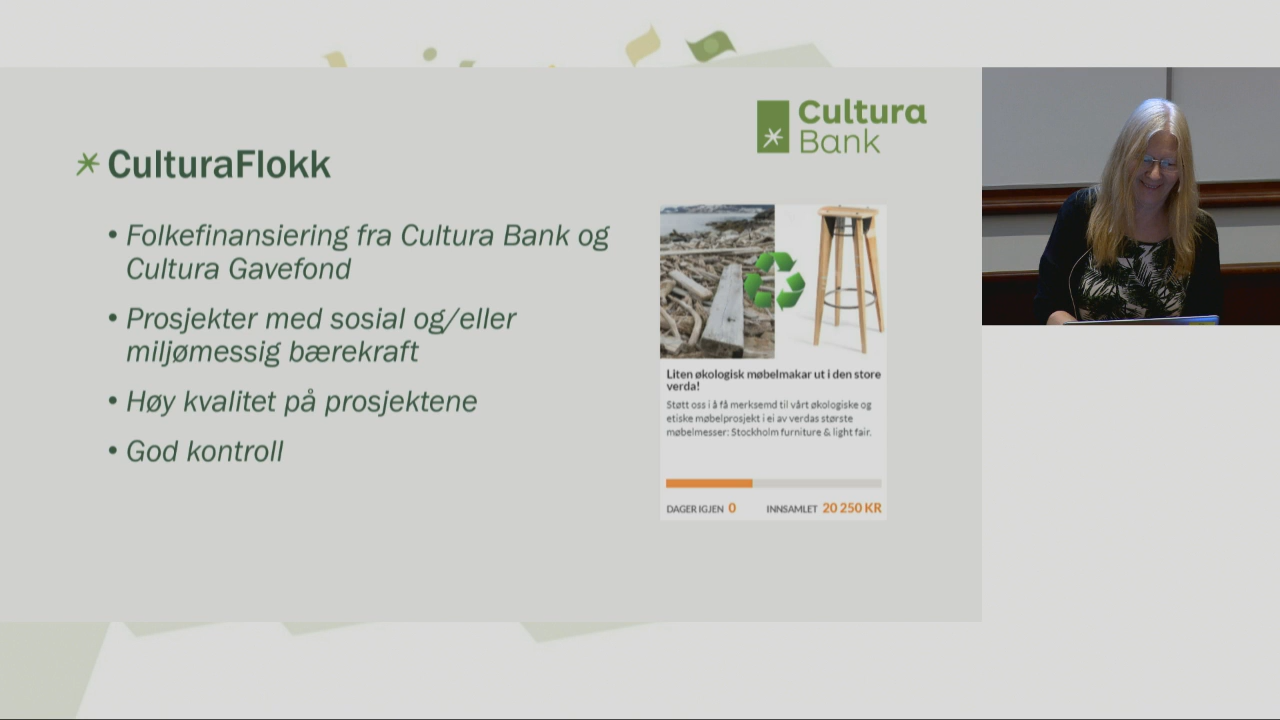 Cultura
Bank
CulturaFlokk
• Folkefinansiering fra Cultura Bank og
Cultura Gavefond
• Prosjekter med sosial og/eller
miljømessig bærekraft
• Høy kvalitet på prosjektene
• God kontroll
Liten økologisk møbelmakar ut i den store
verda!
Støtt oss i å få merksemd til vårt økologiske og
etiske møbelprosjekt i ei av verdas største
møbelmesser: Stockholm furniture & light fair.
DAGER IGJEN 0 INNSAMLET 20 250 KR